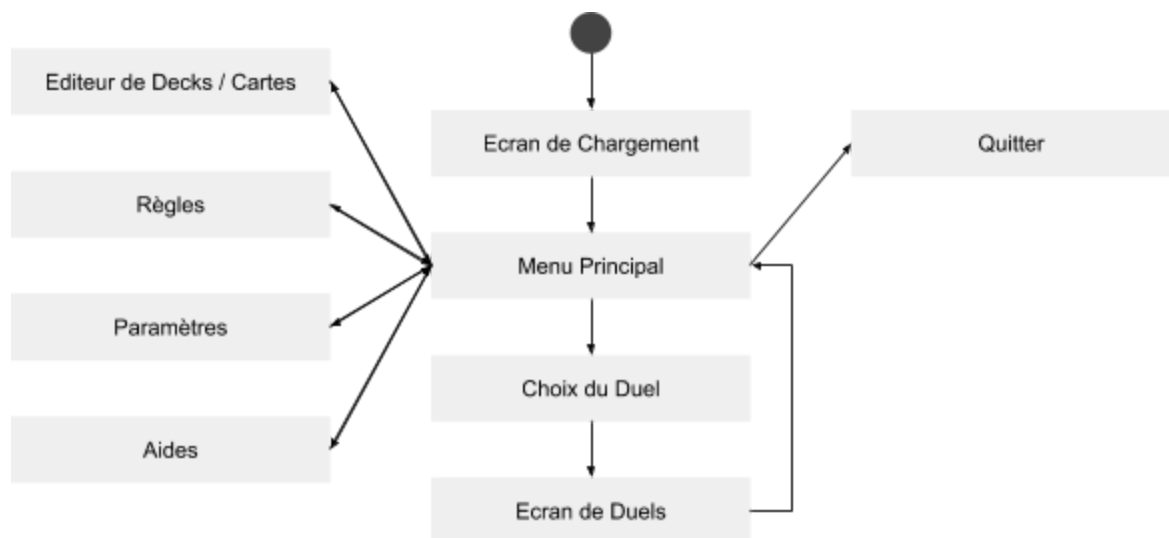 Editeur de Decks / Cartes
Ecran de Chargement
Quitter
Règles
Menu Principal
Paramètres
Choix du Duel
Aides
Ecran de Duels